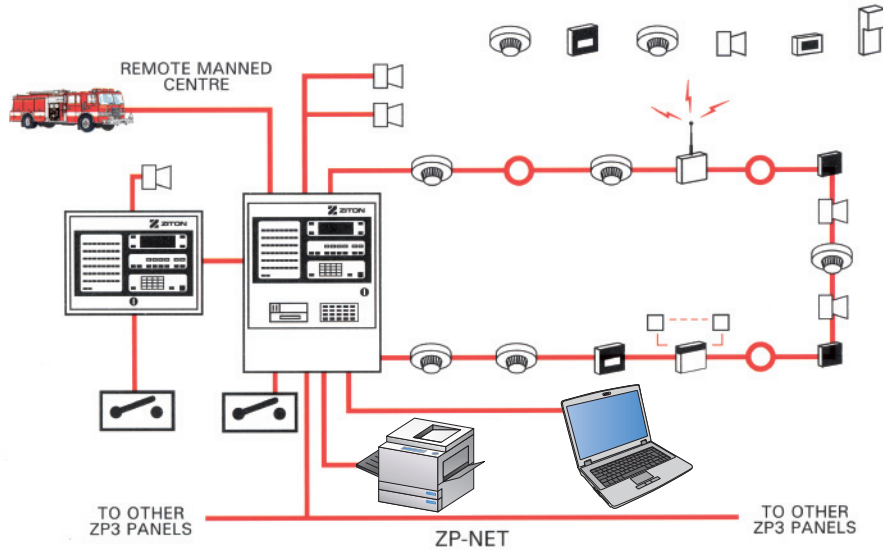 REMOTE MANNED
CENTRE
ZITON
ZITON
TO OTHER
ZP3 PANELS
ZP-NET
TO OTHER
ZP3 PANELS